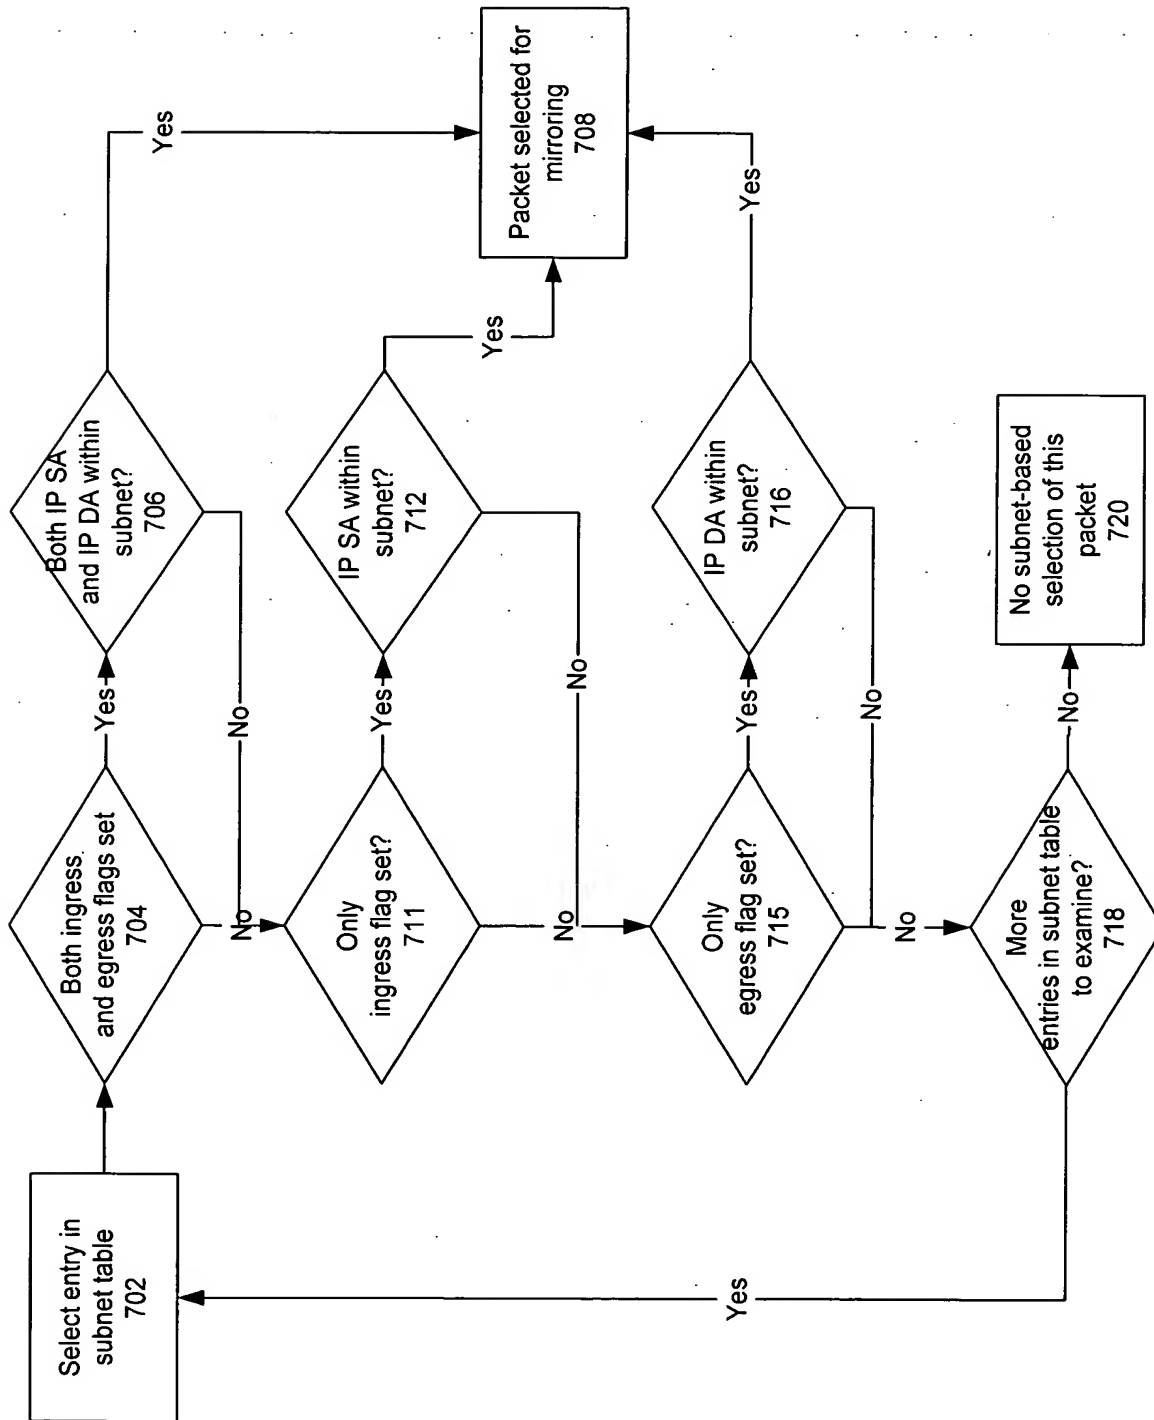 Select entry in
subnet table
702
Both ingress.
and egress flags set
704
Yes
Both IP SA
and IP DA within
subnet?
706
Yes
No
No
Only
ingress flag set?
711
Yes
IP SA within
subnet?
712
Yes
No
No
Packet selected for
mirroring
708
Only
egress flag set?
715
Yes
IP DA within
subnet?
716
Yes
No
No
More
entries in subnet table
to examine?
718
Yes
No
No subnet-based
selection of this
packet
720